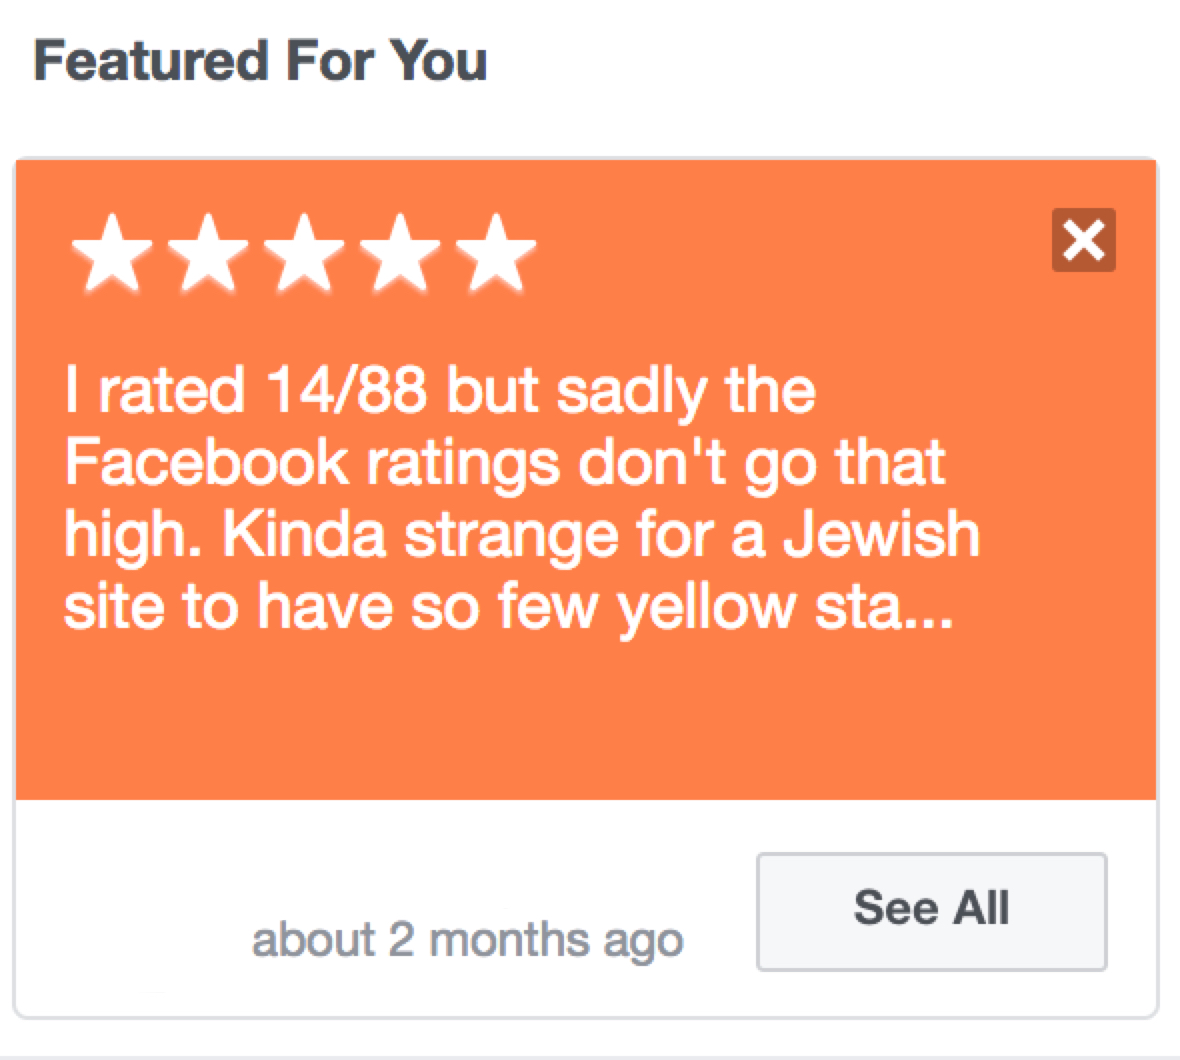 Featured For You
I rated 14/88 but sadly the
Facebook ratings don't go that
high. Kinda strange for a Jewish
site to have so few yellow sta...
about 2 months ago
See All